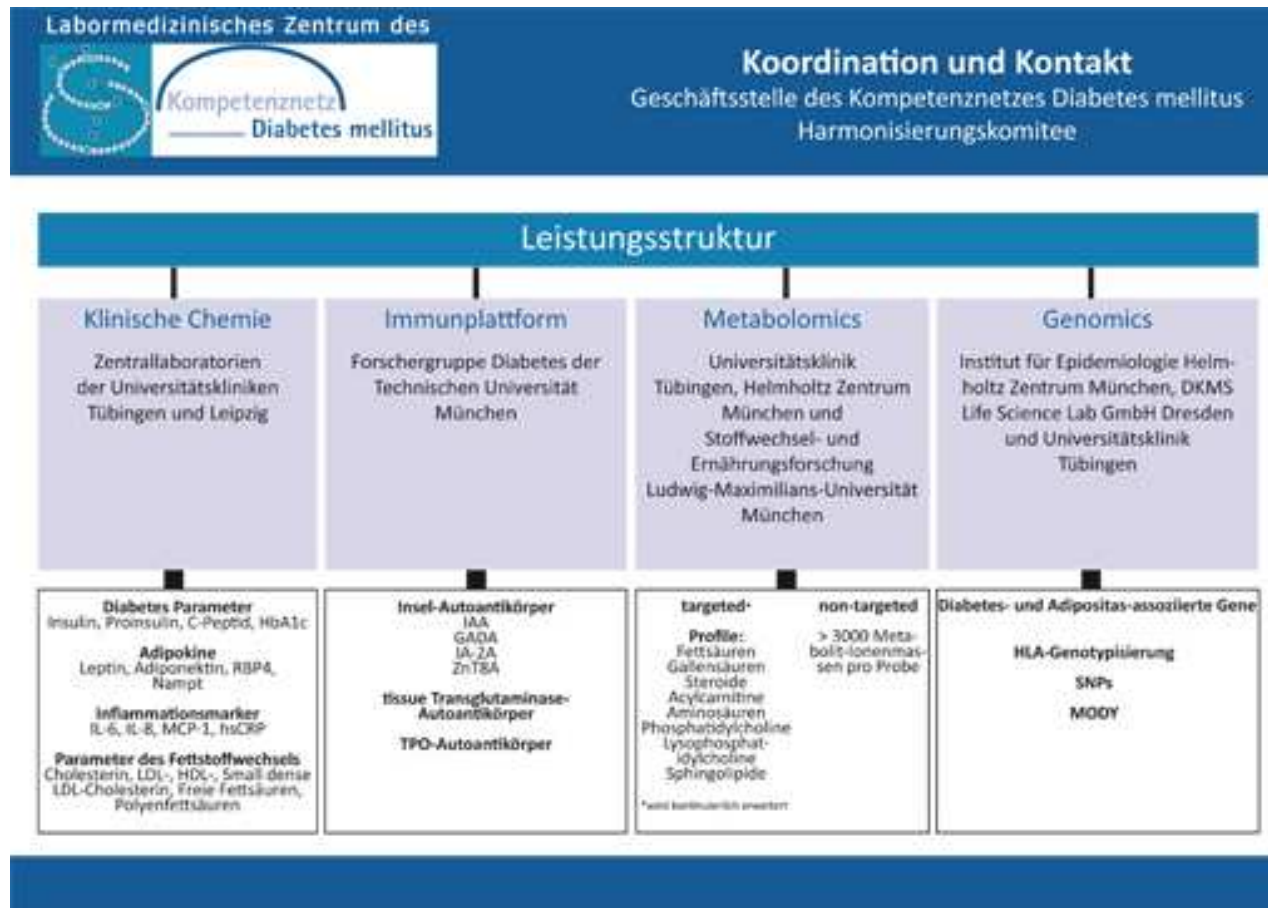 Labormedizinisches Zentrum des
Kompetenznetz
Diabetes mellitus
Koordination und Kontakt
Geschäftsstelle des Kompetenznetzes Diabetes mellitus
Harmonisierungskomitee
Leistungsstruktur
Klinische Chemie
Zentrallaboratorien
der Universitätskliniken
Tübingen und Leipzig
Immunplattform
Forschergruppe Diabetes der
Technischen Universität
München
Metabolomics
Universitätsklinik
Tübingen, Helmholtz Zentrum
München und
Stoffwechsel- und
Ernährungsforschung
Ludwig-Maximilians-Universität
München
Genomics
Institut für Epidemiologie Helm-
holtz Zentrum München, DKMS
Life Science Lab GmbH Dresden
und Universitätsklinik
Tübingen
Diabetes Parameter
Insulin, Proinsulin, C-Peptid, HbA1c
Adipokine
Leptin, Adiponektin, RBP4,
Nampt
Inflammationsmarker
IL-6, IL-8, MCP-1, hsCRP
Parameter des Fettstoffwechsels
Cholesterin, LDL-, HDL-, Small dense
LDL-Cholesterin, Freie Fettsäuren,
Polyenfettsäuren
Insel-Autoantikörper
IAA
GADA
IA-2A
ZnT8A
tissue Transglutaminase-
Autoantikörper
TPO-Autoantikörper
targeted*
Profile:
Fettsäuren
Gallensäuren
Steroide
Acylcarnitine
Aminosäuren
Phosphatidylcholine
Lysophosphat-
idylcholine
Sphingolipide
*wird kontinuierlich erweitert
non-targeted
> 3000 Meta-
bolit-Ionenmas-
sen pro Probe
Diabetes- und Adipositas-assoziierte Gene
HLA-Genotypisierung
SNPs
MODY